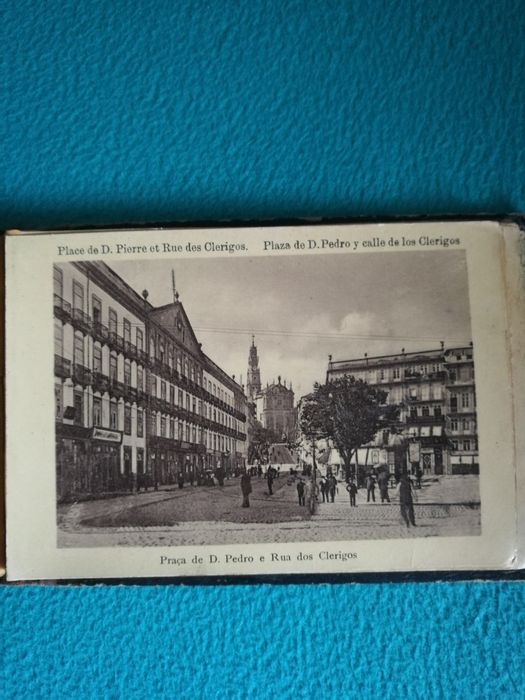 Place de D. Pierre et Rue des Clerigos. Plaza de D. Pedro y calle de los Clerigos
Praça de D. Pedro e Rua dos Clerigos